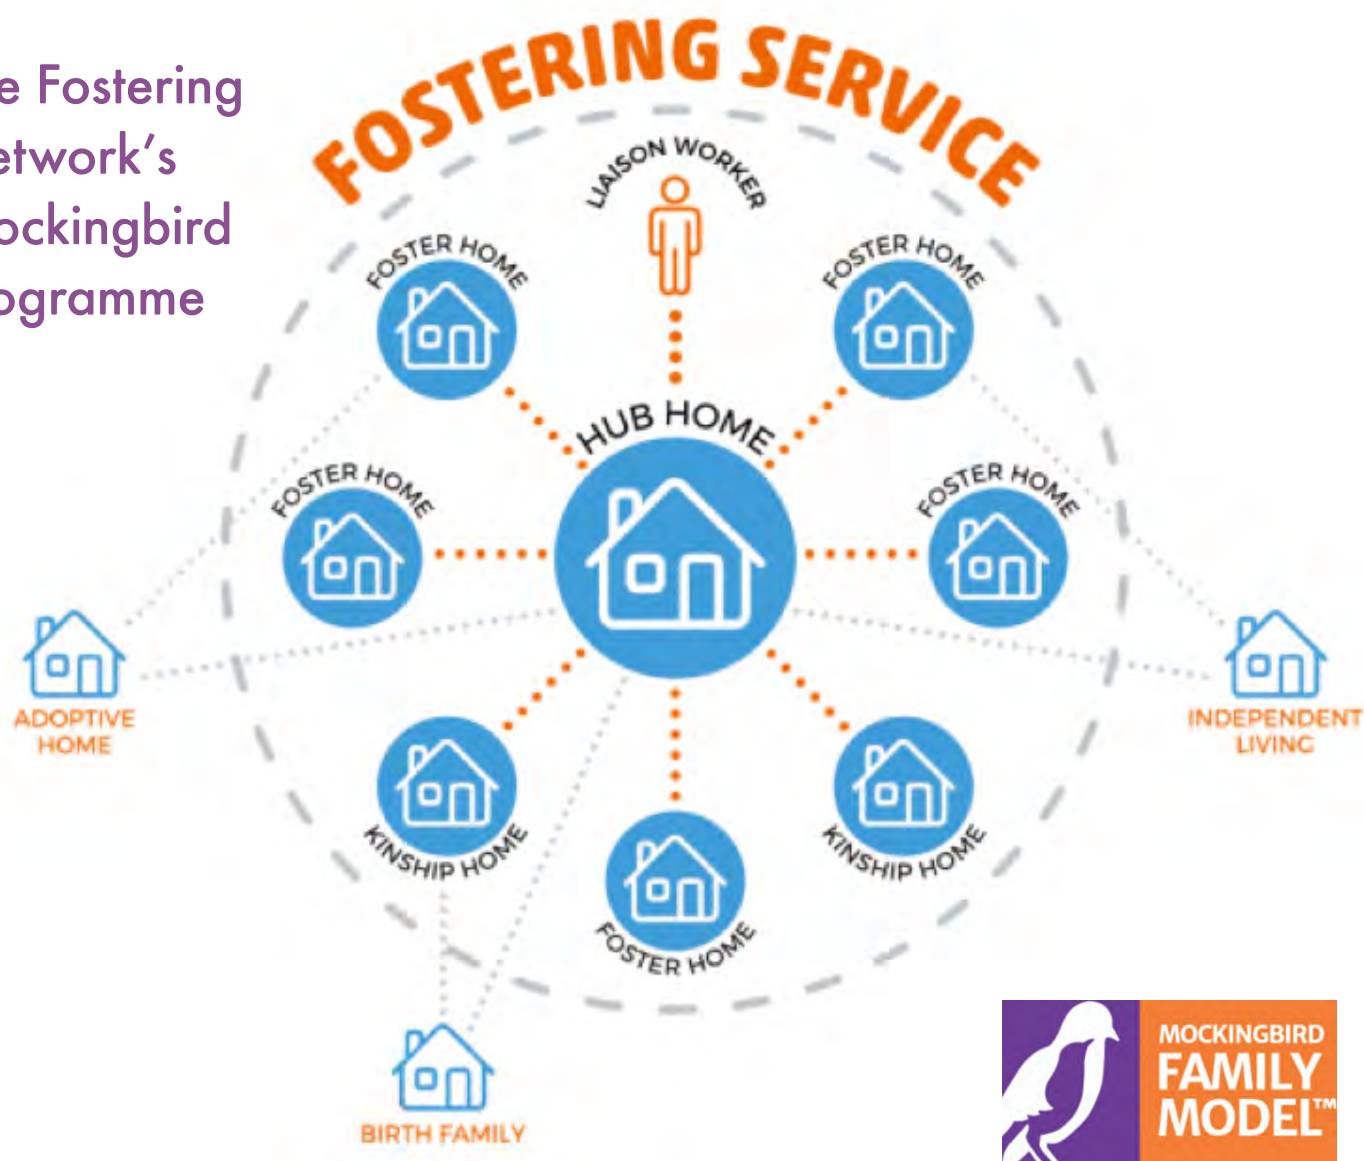 e Fostering
etwork's
ockingbird
ogramme
FOSTERING SERVICE
LIAISON WORKER
FOSTER HOME
FOSTER HOME
HUB HOME
FOSTER HOME
FOSTER HOME
ADOPTIVE
HOME
INDEPENDENT
LIVING
KINSHIP HOME
KINSHIP HOME
FOSTER HOME
BIRTH FAMILY
MOCKINGBIRD
FAMILY
MODEL™